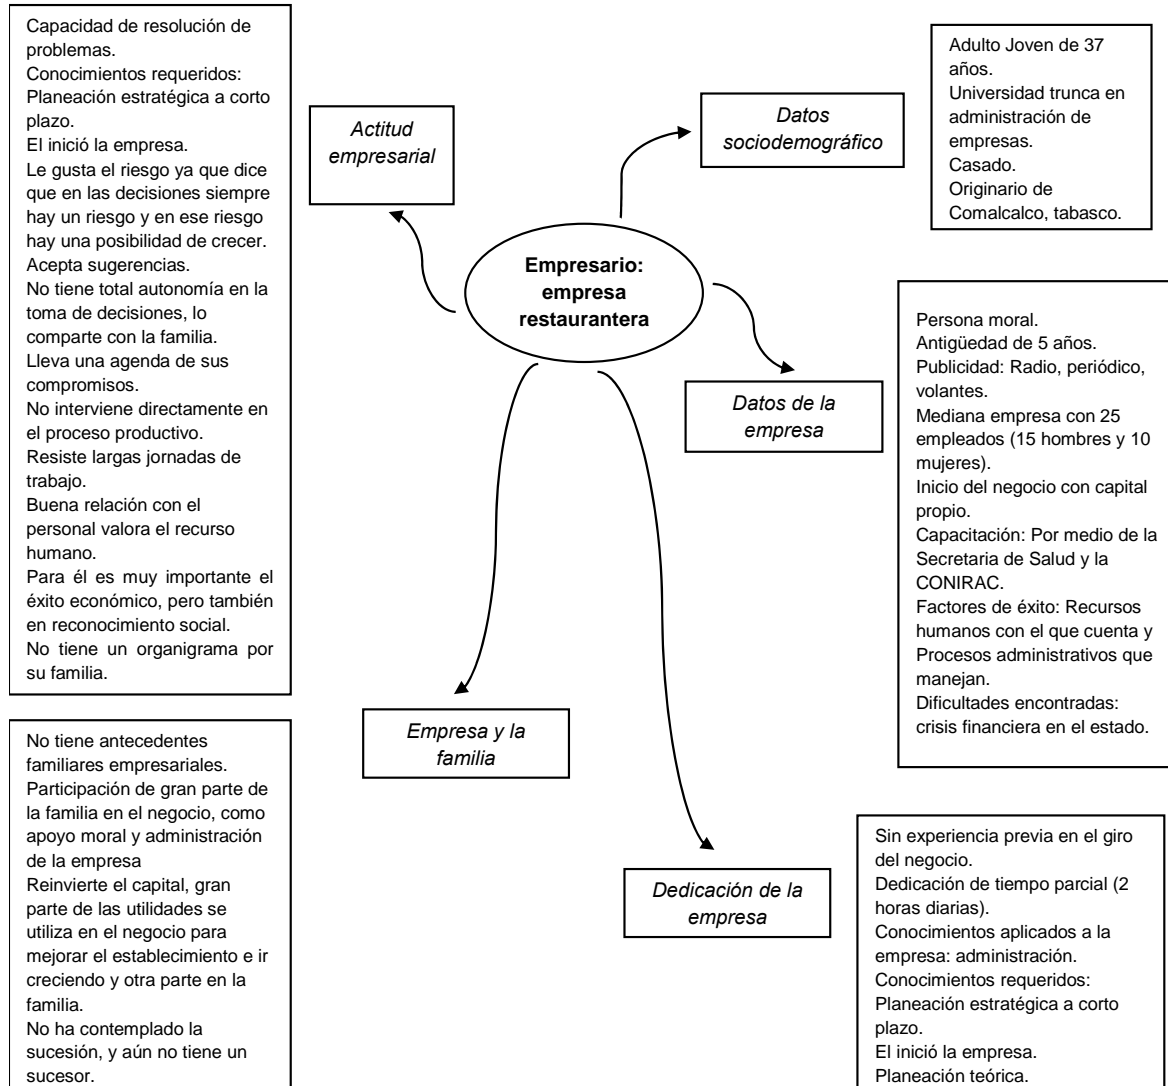 Capacidad de resolución de
problemas.
Conocimientos requeridos:
Planeación estratégica a corto
plazo.
El inició la empresa.
Le gusta el riesgo ya que dice
que en las decisiones siempre
hay un riesgo y en ese riesgo
hay una posibilidad de crecer.
Acepta sugerencias.
No tiene total autonomía en la
toma de decisiones, lo
comparte con la familia.
Lleva una agenda de sus
compromisos.
No interviene directamente en
el proceso productivo.
Resiste largas jornadas de
trabajo.
Buena relación con el
personal valora el recurso
humano.
Para él es muy importante el
éxito económico, pero también
en reconocimiento social.
No tiene un organigrama por
su familia.
Actitud
empresarial
Datos
sociodemográfico
Adulto Joven de 37
años.
Universidad trunca en
administración de
empresas.
Casado.
Originario de
Comalcalco, tabasco.
Empresario:
empresa
restaurantera
Datos de la
empresa
Persona moral.
Antigüedad de 5 años.
Publicidad: Radio, periódico,
volantes.
Mediana empresa con 25
empleados (15 hombres y 10
mujeres).
Inicio del negocio con capital
propio.
Capacitación: Por medio de la
Secretaria de Salud y la
CONIRAC.
Factores de éxito: Recursos
humanos con el que cuenta y
Procesos administrativos que
manejan.
Dificultades encontradas:
crisis financiera en el estado.
Empresa y la
familia
No tiene antecedentes
familiares empresariales.
Participación de gran parte de
la familia en el negocio, como
apoyo moral y administración
de la empresa
Reinvierte el capital, gran
parte de las utilidades se
utiliza en el negocio para
mejorar el establecimiento e ir
creciendo y otra parte en la
familia.
No ha contemplado la
sucesión, y aún no tiene un
sucesor.
Dedicación de la
empresa
Sin experiencia previa en el giro
del negocio.
Dedicación de tiempo parcial (2
horas diarias).
Conocimientos aplicados a la
empresa: administración.
Conocimientos requeridos:
Planeación estratégica a corto
plazo.
El inició la empresa.
Planeación teórica.